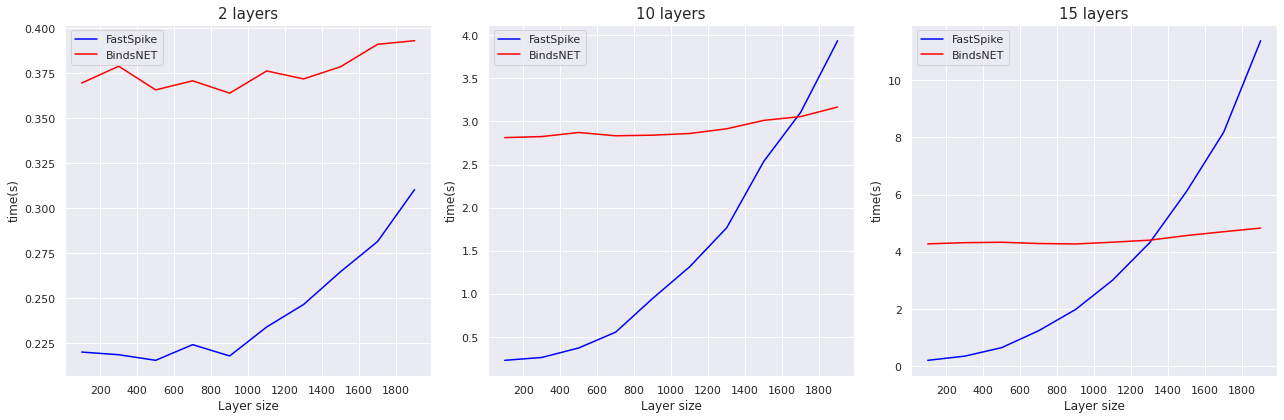 2 layers
FastSpike
BindsNET
0.400
0.375
0.350
0.325
0.300
0.275
0.250
0.225
time(s)
200 400 600 800 1000 1200 1400 1600 1800
Layer size
10 layers
FastSpike
BindsNET
4.0
3.5
3.0
2.5
2.0
1.5
1.0
0.5
time(s)
200 400 600 800 1000 1200 1400 1600 1800
Layer size
15 layers
FastSpike
BindsNET
10
8
6
4
2
0
time(s)
200 400 600 800 1000 1200 1400 1600 1800
Layer size